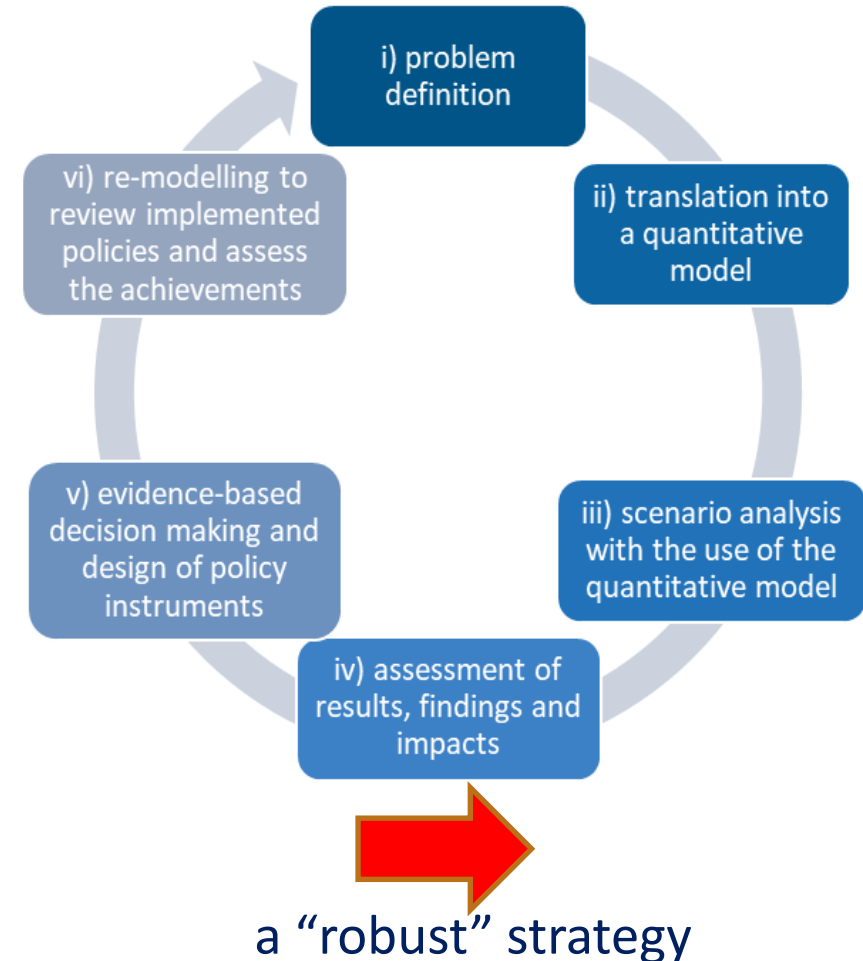 i) problem
definition
ii) translation into
a quantitative
model
iii) scenario analysis
with the use of the
quantitative model
iv) assessment of
results, findings and
impacts
v) evidence-based
decision making and
design of policy
instruments
vi) re-modelling to
review implemented
policies and assess
the achievements
a “robust” strategy